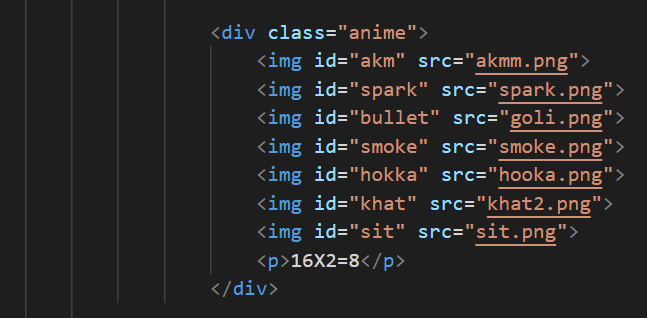 <div class="anime">
<img id="akm" src="akmm.png">
<img id="spark" src="spark.png">
<img id="bullet" src="goli.png">
<img id="smoke" src="smoke.png">
<img id="hokka" src="hooka.png">
<img id="khat" src="khat2.png">
<img id="sit" src="sit.png">
<p>16X2=8</p>
</div>